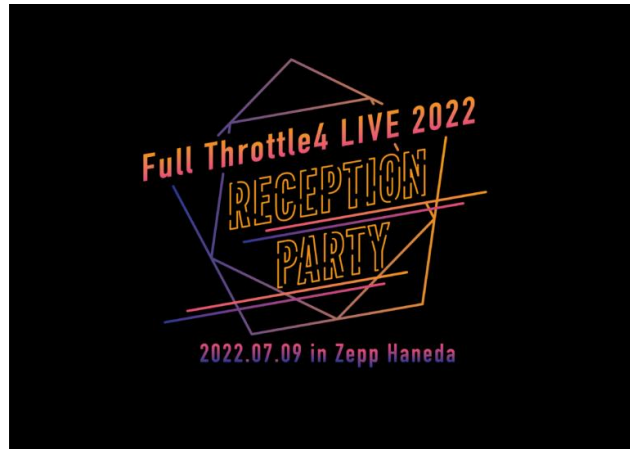 Full Throttle4 LIVE 2022
RECEPTION
PARTY
2022.07.09 in Zepp Haneda